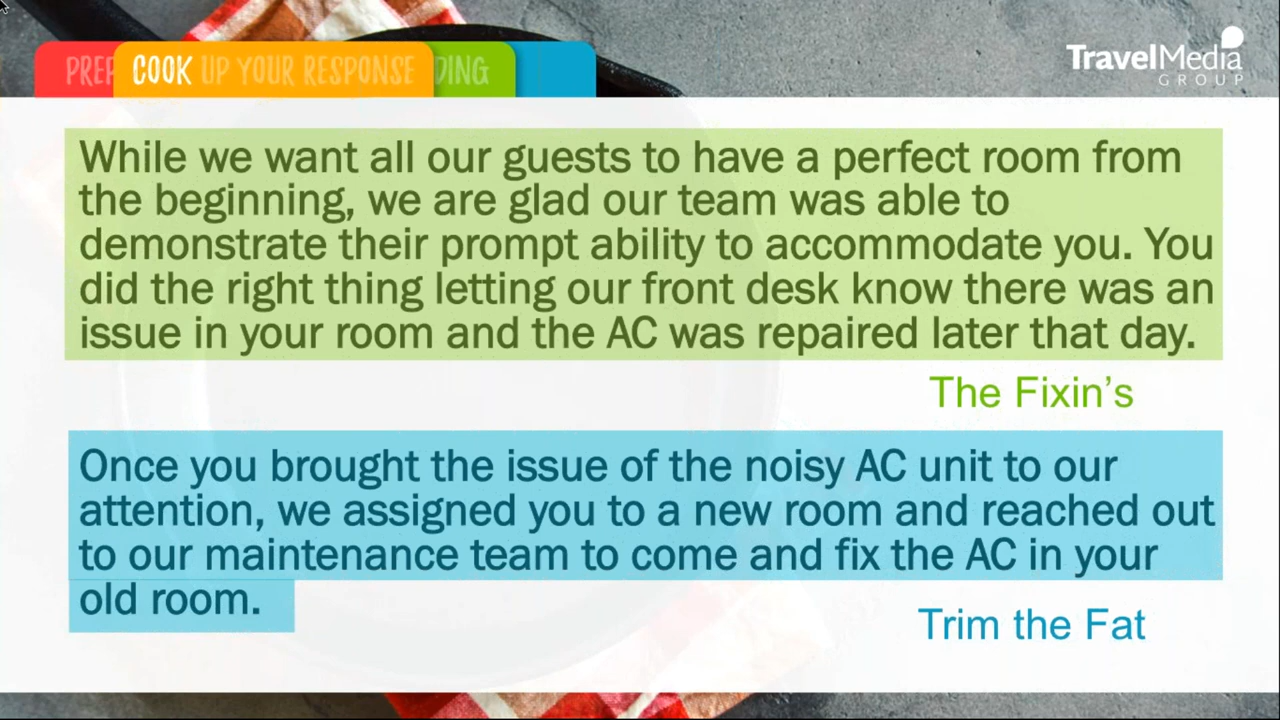 PREP
COOK UP YOUR RESPONSE
DING
TravelMedia
GROUP
While we want all our guests to have a perfect room from
the beginning, we are glad our team was able to
demonstrate their prompt ability to accommodate you. You
did the right thing letting our front desk know there was an
issue in your room and the AC was repaired later that day.
The Fixin’s
Once you brought the issue of the noisy AC unit to our
attention, we assigned you to a new room and reached out
to our maintenance team to come and fix the AC in your
old room.
Trim the Fat